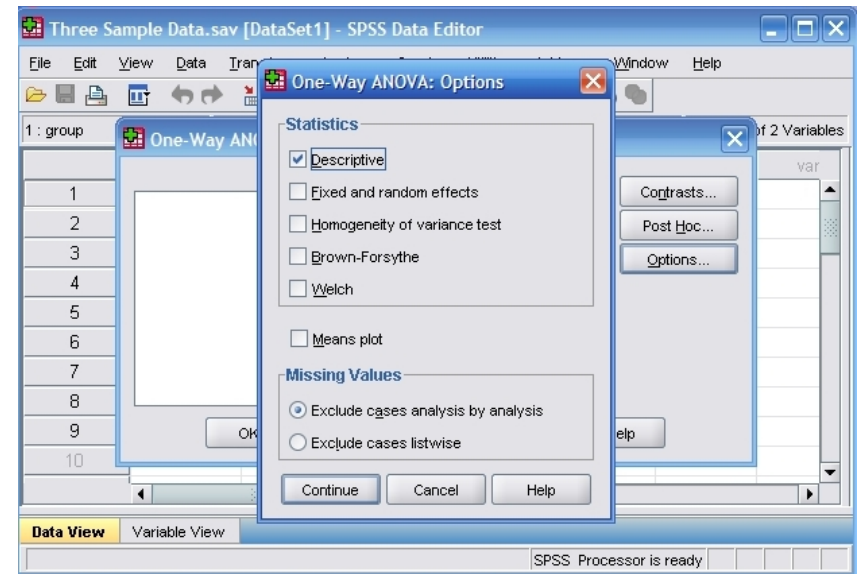 Three Sample Data.sav [DataSet1] - SPSS Data Editor
File Edit View Data Window Help
1 : group
of 2 Variables
var
One-Way
One-Way ANOVA: Options
Statistics
Descriptive
Fixed and random effects
Homogeneity of variance test
Brown-Forsythe
Welch
Means plot
Missing Values
Exclude cases analysis by analysis
Exclude cases listwise
Continue Cancel Help
Contrasts...
Post Hoc...
Options...
1
2
3
4
5
6
7
8
9
10
OK
Data View Variable View
SPSS Processor is ready